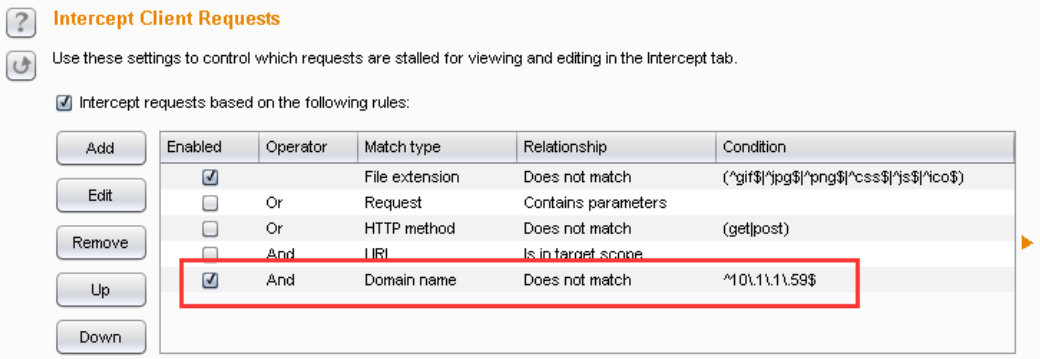 Intercept Client Requests
Use these settings to control which requests are stalled for viewing and editing in the Intercept tab.
Intercept requests based on the following rules:
Add
Edit
Remove
Up
Down
Enabled Operator Match type Relationship Condition
File extension Does not match (^gif$|^jpg$|^png$|^css$|^js$|^ico$)
Or Request Contains parameters
Or HTTP method Does not match (get|post)
And URL Is in target scope
And Domain name Does not match ^10\.1\.1\.59$